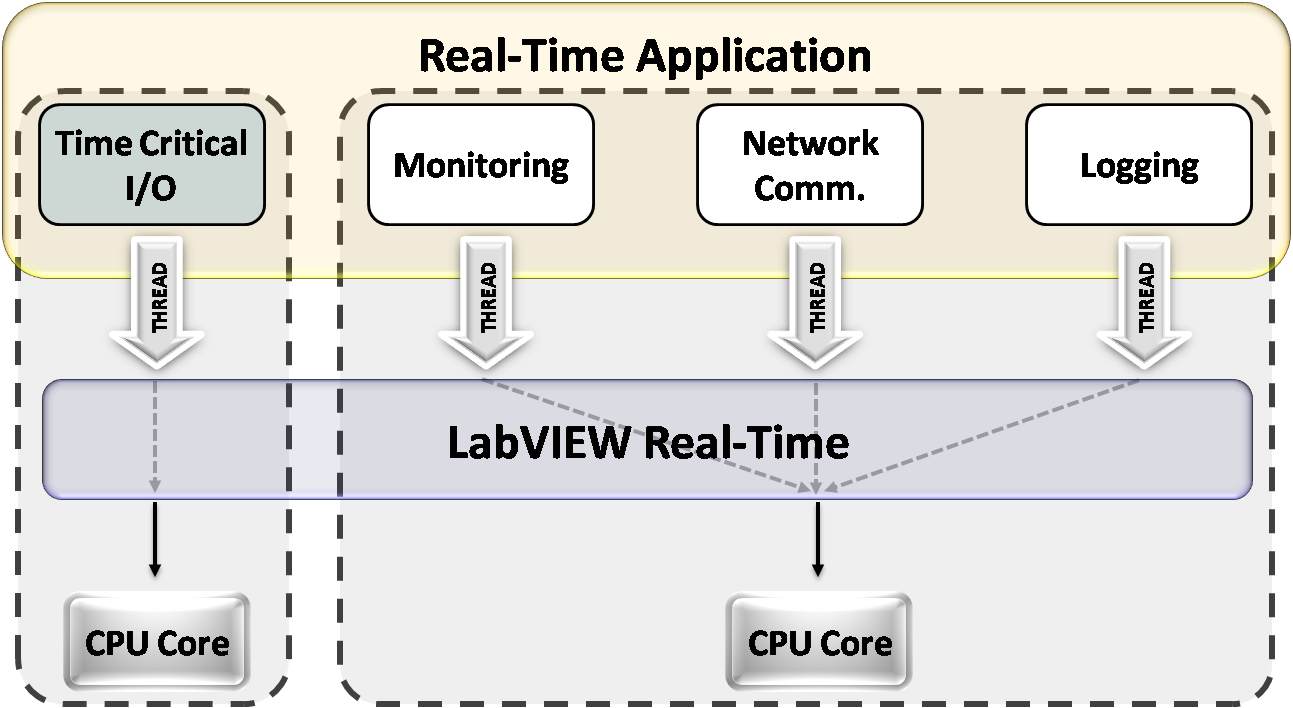 Real-Time Application
Time Critical
I/O
Monitoring
Network
Comm.
Logging
THREAD
THREAD
THREAD
THREAD
LabVIEW Real-Time
CPU Core
CPU Core